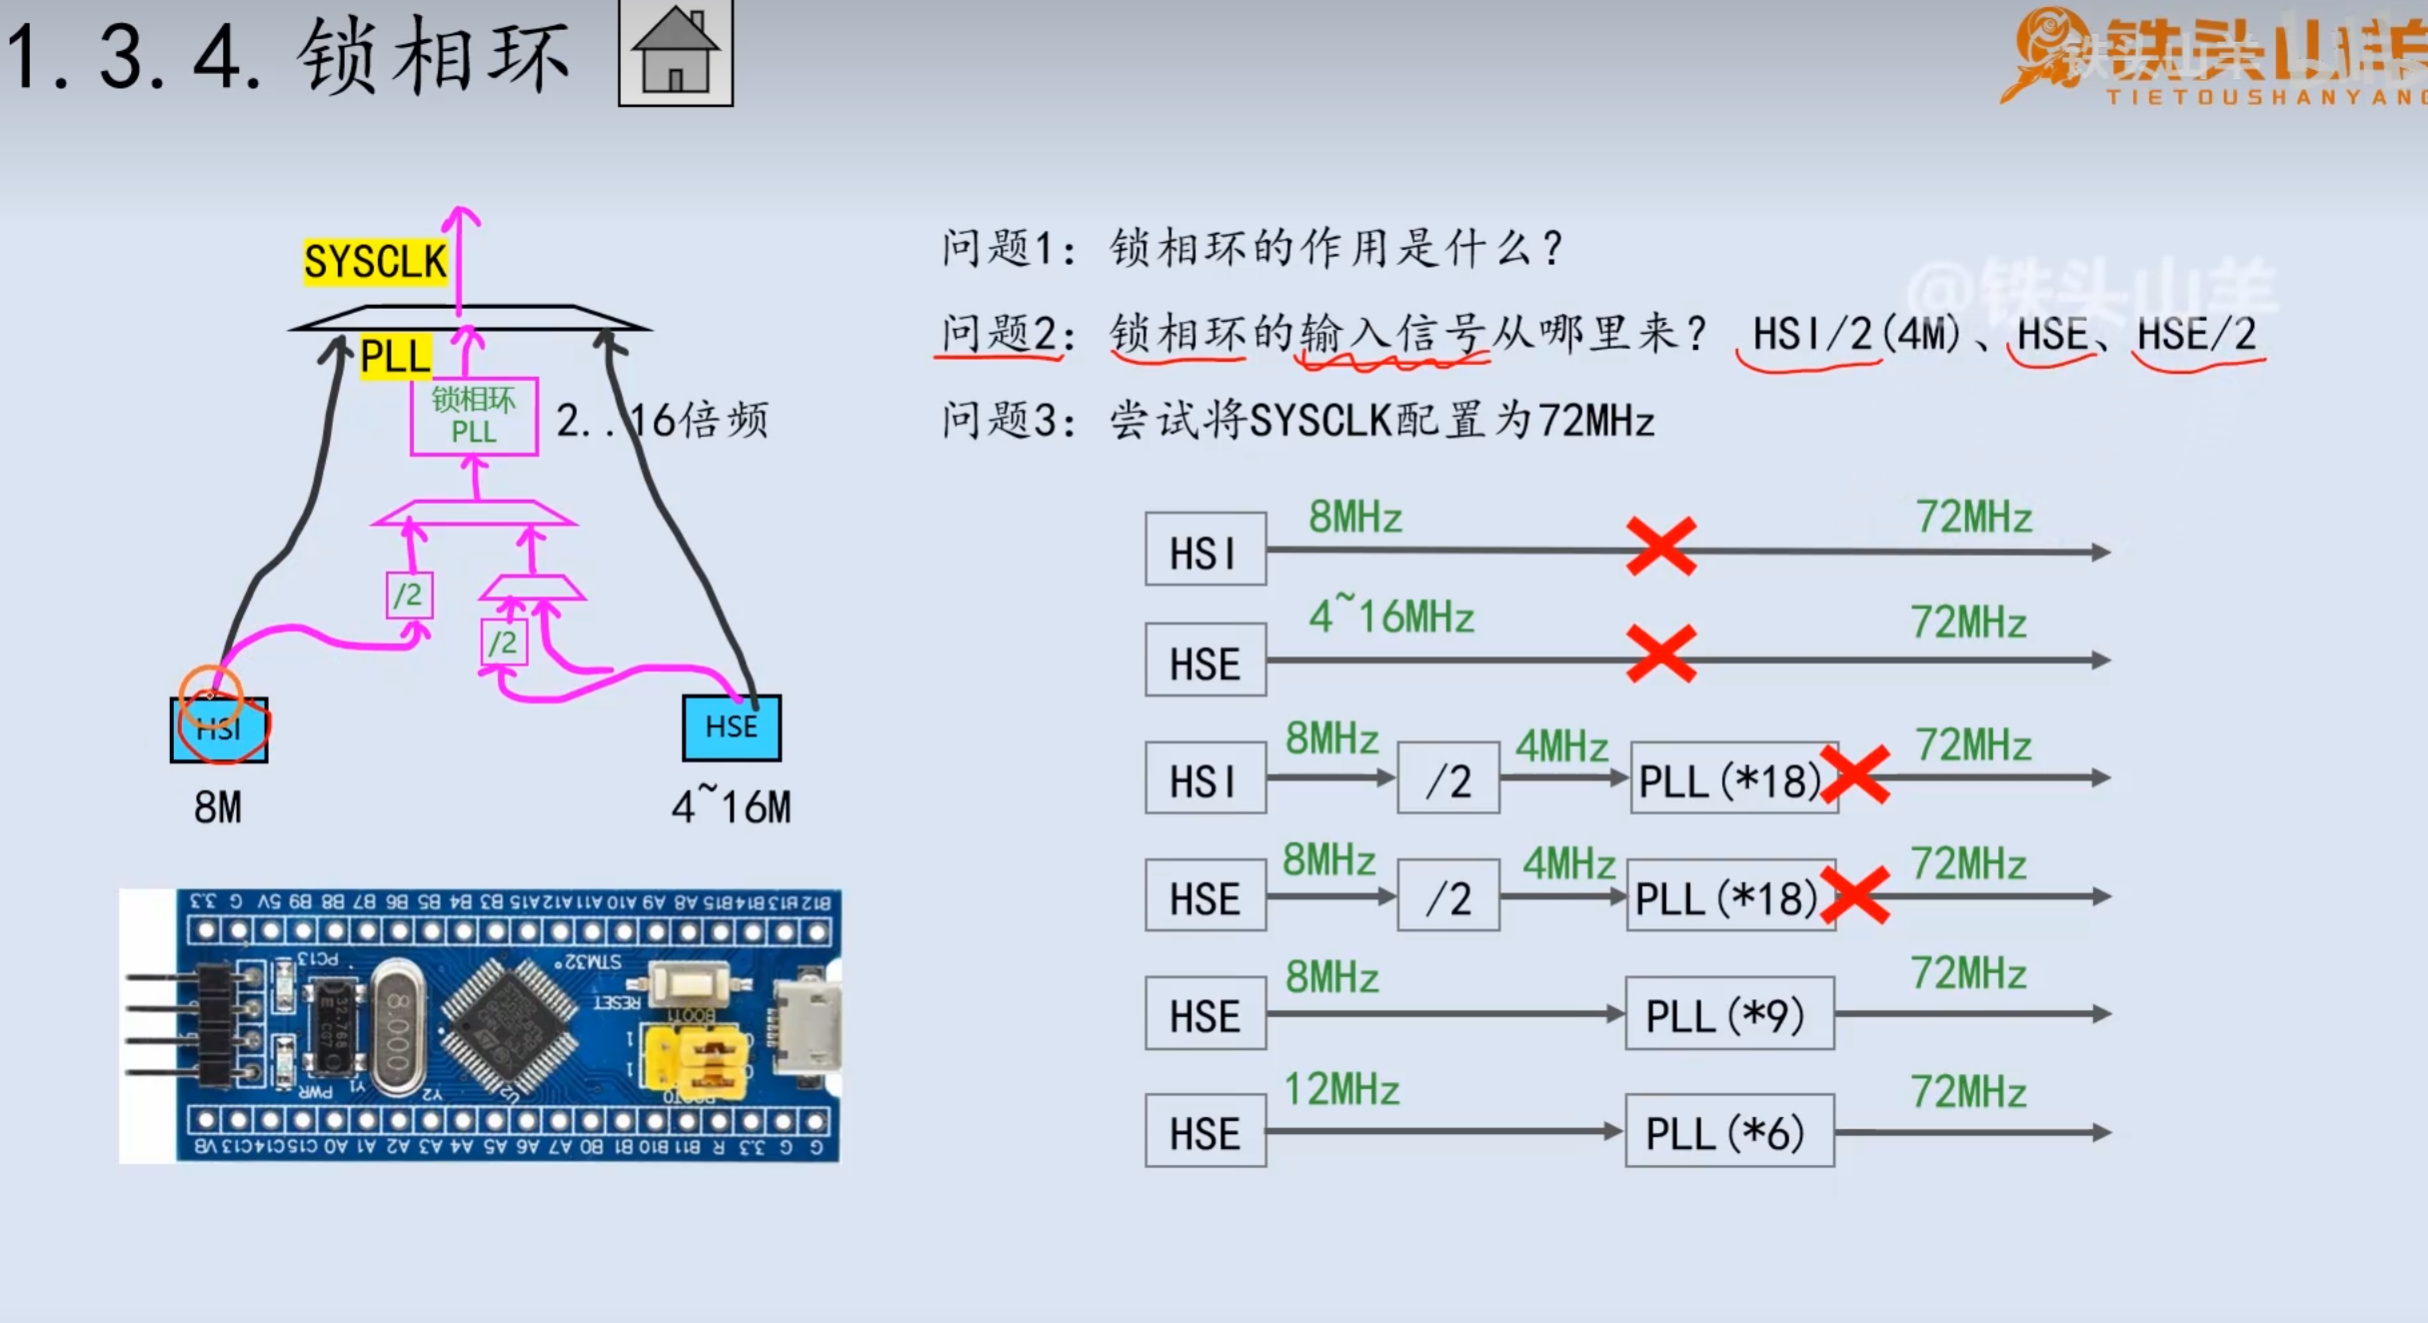 1.3.4.锁相环
铁头山羊
TIETOUSHANYANG
@铁头山羊
SYSCLK
PLL
锁相环
PLL
2..16倍频
/2
/2
HSI
HSE
8M
4~16M
问题1：锁相环的作用是什么？
问题2：锁相环的输入信号从哪里来？ HSI/2(4M)、HSE、HSE/2
问题3：尝试将SYSCLK配置为72MHz
HSI 8MHz 72MHz
HSE 4~16MHz 72MHz
HSI 8MHz /2 4MHz PLL(*18) 72MHz
HSE 8MHz /2 4MHz PLL(*18) 72MHz
HSE 8MHz PLL(*9) 72MHz
HSE 12MHz PLL(*6) 72MHz
3.3 G 5V B9 B8 B7 B6 B5 B4 B3 A15 A12 A11 A10 A9 A8 B15 B14 B13 B12
PC13
STM32
RESET
BOOT1
8.000
32.768
1
1
PWR
Y1
Y2
U2
BOOT0
VB C13 C14 C15 A0 A1 A2 A3 A4 A5 A6 A7 B0 B1 B10 B11 R 3.3 G G